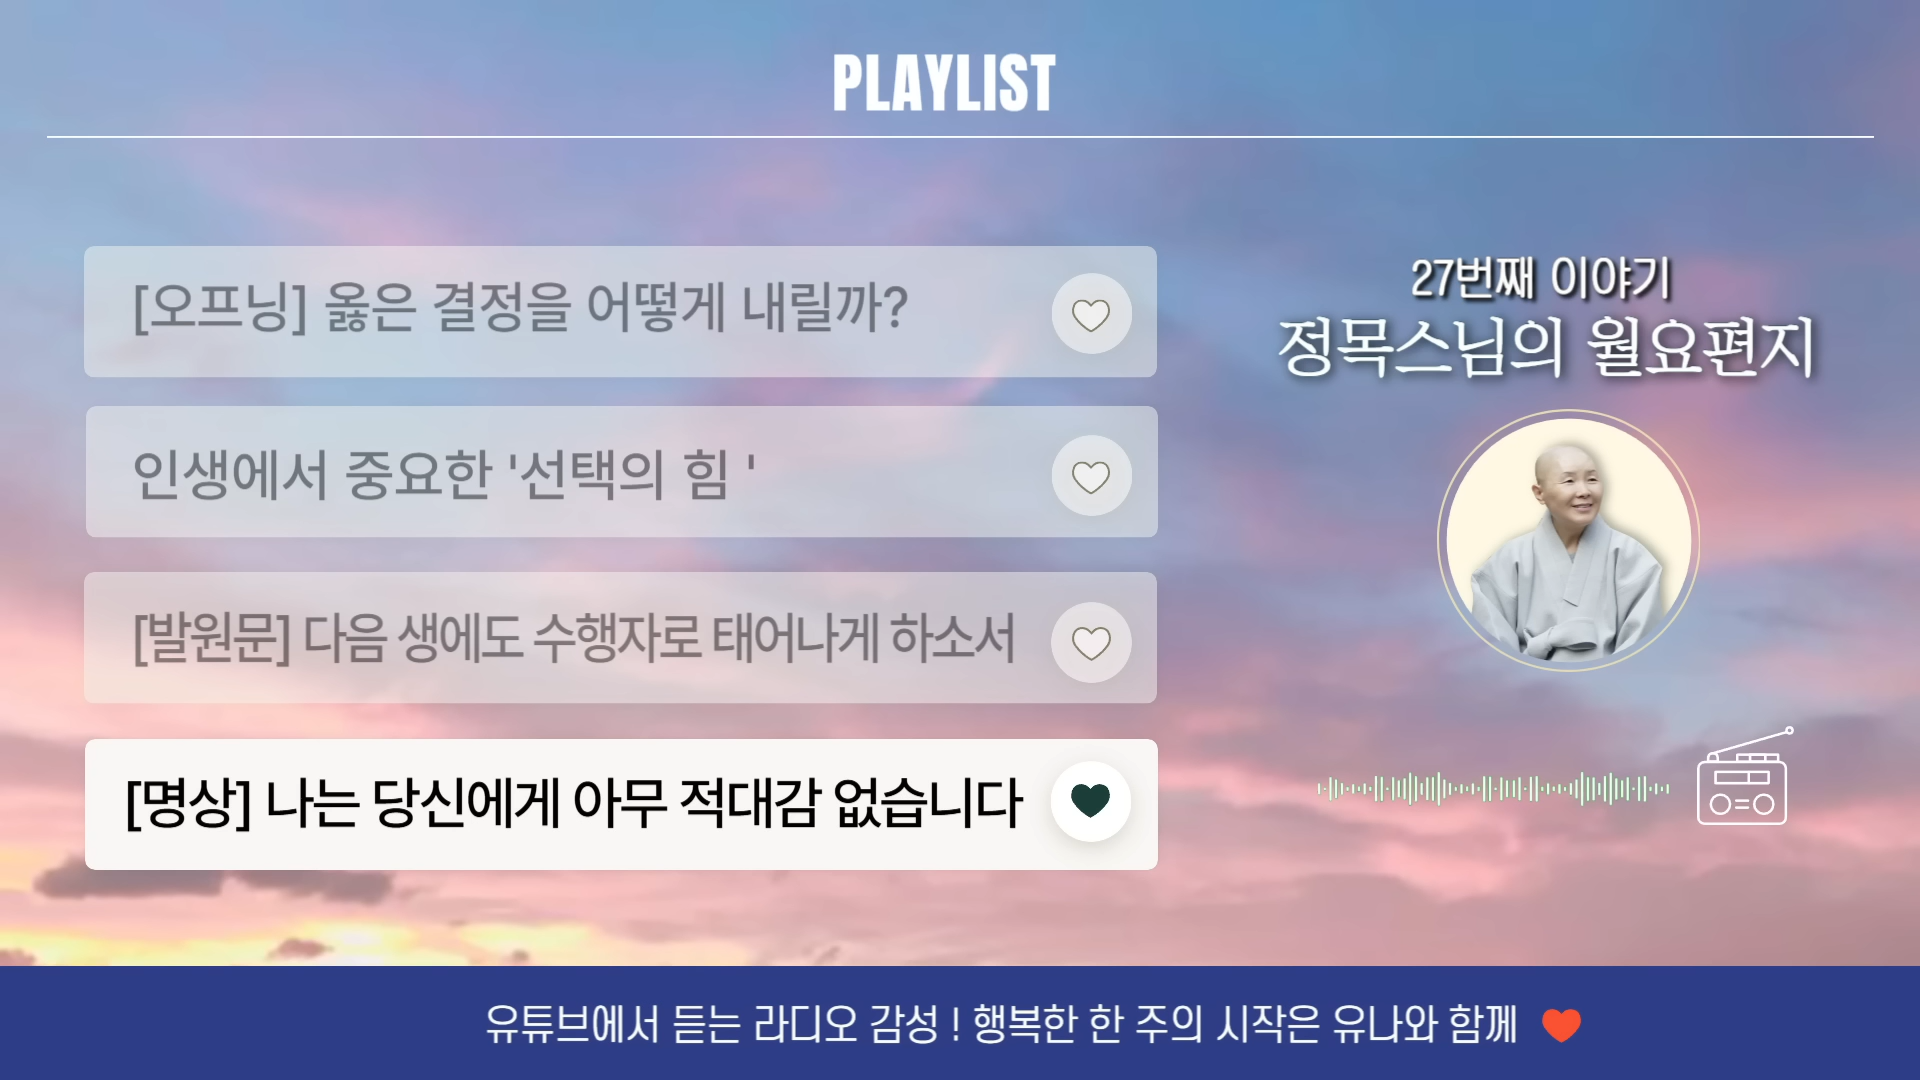 PLAYLIST
[오프닝] 옳은 결정을 어떻게 내릴까?
인생에서 중요한 '선택의 힘 '
[발원문] 다음 생에도 수행자로 태어나게 하소서
[명상] 나는 당신에게 아무 적대감 없습니다
27번째 이야기
정목스님의 월요편지
유튜브에서 듣는 라디오 감성 ! 행복한 한 주의 시작은 유나와 함께